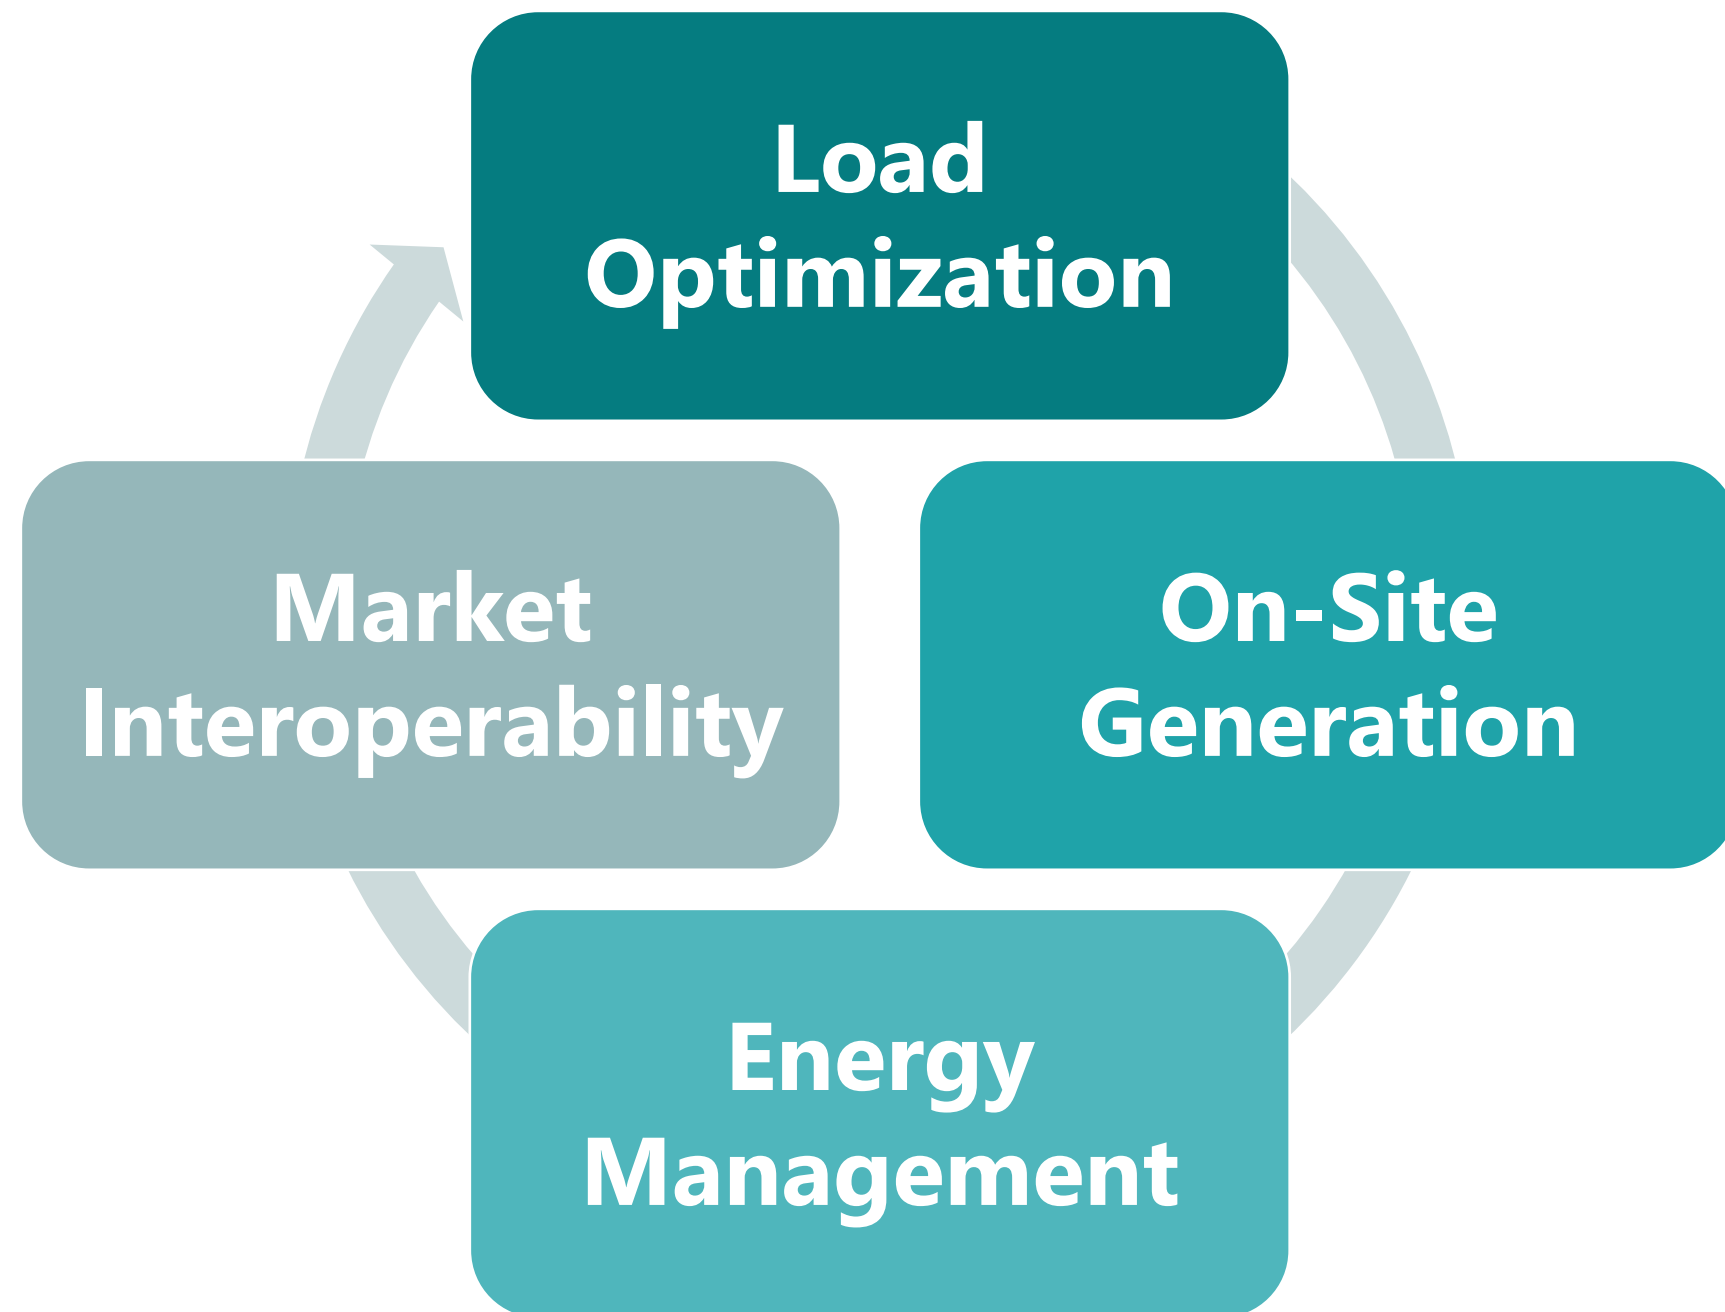 Load
Optimization
Market
Interoperability
On-Site
Generation
Energy
Management